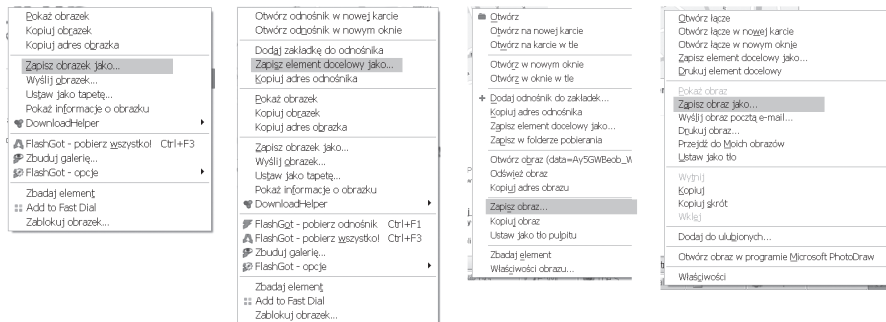 Pokaż obrazek
Kopiuj obrazek
Kopiuj adres obrazka
Zapisz obrazek jako...
Wyślij obrazek...
Ustaw jako tapetę...
Pokaż informacje o obrazku
DownloadHelper
FlashGot - pobierz wszystko! Ctrl+F3
Zbuduj galerię...
FlashGot - opcje
Zbadaj element
Add to Fast Dial
Zablokuj obrazek...
Otwórz odnośnik w nowej karcie
Otwórz odnośnik w nowym oknie
Dodaj zakładkę do odnośnika
Zapisz element docelowy jako...
Kopiuj adres odnośnika
Pokaż obrazek
Kopiuj obrazek
Kopiuj adres obrazka
Zapisz obrazek jako...
Wyślij obrazek...
Ustaw jako tapetę...
Pokaż informacje o obrazku
DownloadHelper
FlashGot - pobierz odnośnik Ctrl+F1
FlashGot - pobierz wszystko! Ctrl+F3
Zbuduj galerię...
FlashGot - opcje
Zbadaj element
Add to Fast Dial
Zablokuj obrazek...
Otwórz
Otwórz na nowej karcie
Otwórz na karcie w tle
Otwórz w nowym oknie
Otwórz w oknie w tle
Dodaj odnośnik do zakładek...
Kopiuj adres odnośnika
Zapisz element docelowy jako...
Zapisz w folderze pobierania
Otwórz obraz (data=Ay5GWBeob_W
Odśwież obraz
Kopiuj adres obrazu
Zapisz obraz...
Kopiuj obraz
Ustaw jako tło pulpitu
Zbadaj element
Właściwości obrazu...
Otwórz łącze
Otwórz łącze w nowej karcie
Otwórz łącze w nowym oknie
Zapisz element docelowy jako...
Drukuj element docelowy
Pokaż obraz
Zapisz obraz jako...
Wyślij obraz pocztą e-mail...
Drukuj obraz...
Przejdź do Moich obrazów
Ustaw jako tło
Wytnij
Kopiuj
Kopiuj skrót
Wklej
Dodaj do ulubionych...
Otwórz obraz w programie Microsoft PhotoDraw
Właściwości